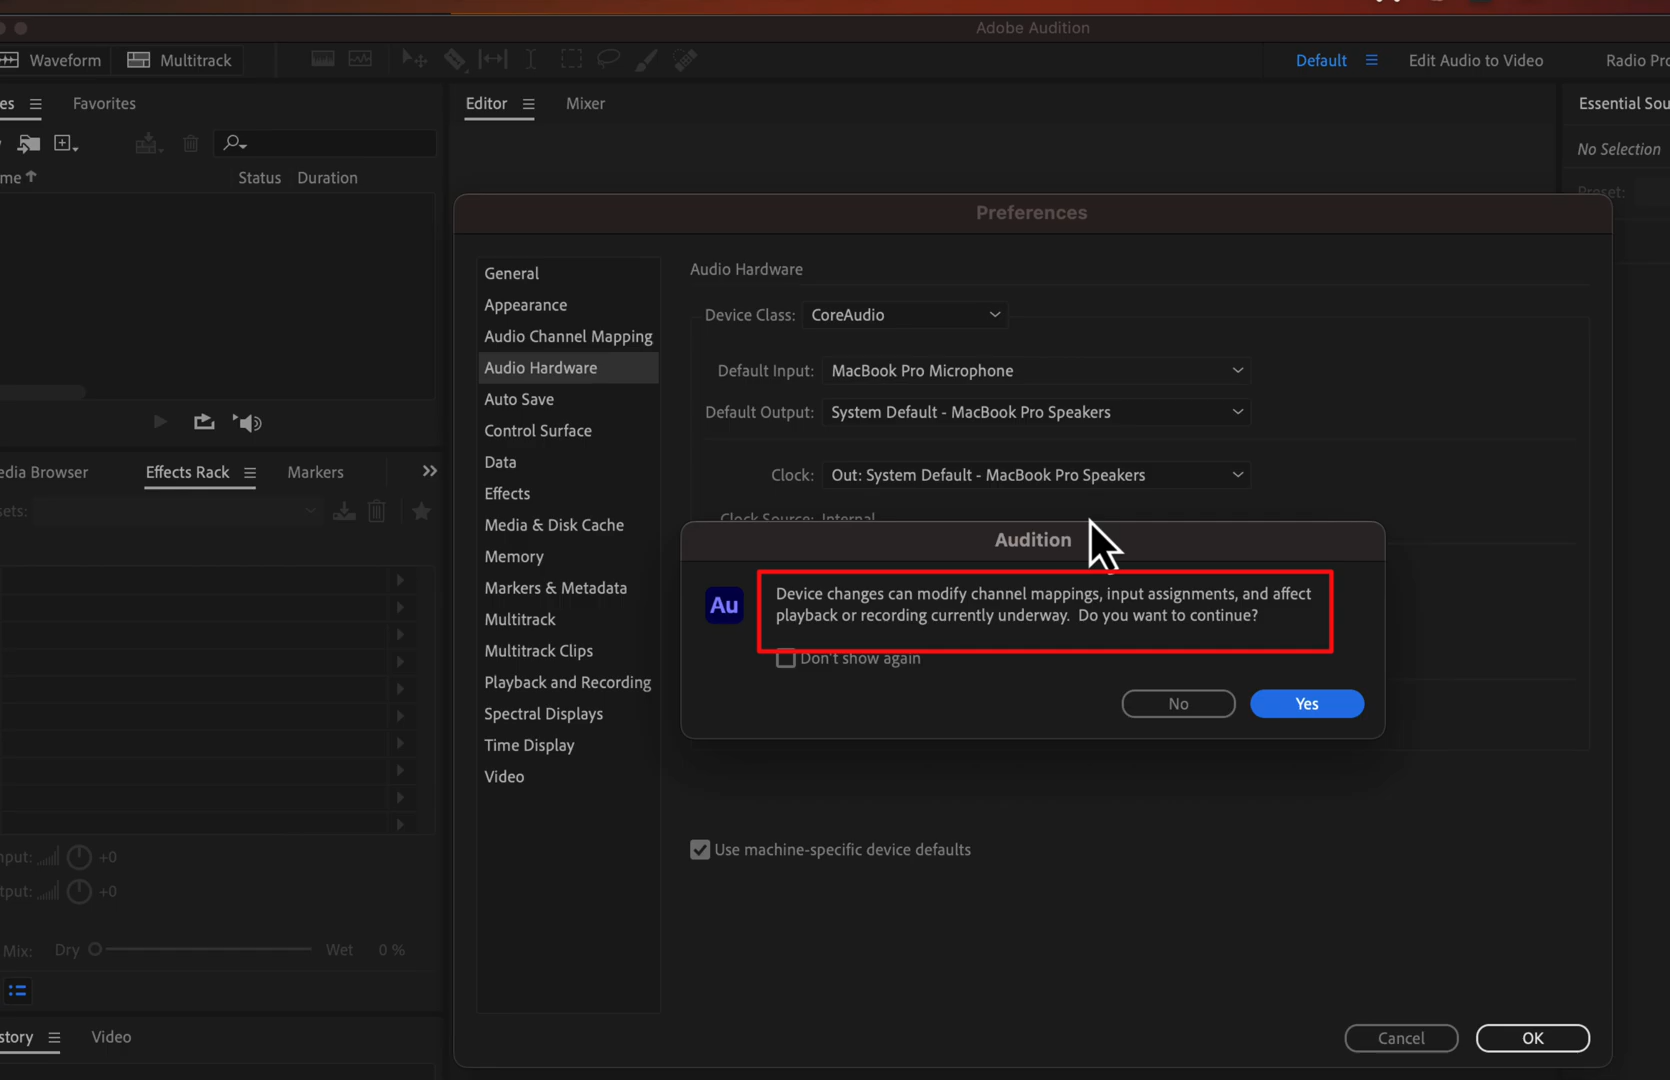 Adobe Audition
Waveform
Multitrack
Default
Edit Audio to Video
Radio Pro
es
Favorites
Editor
Mixer
Essential Sou
No Selection
Preset:
me
Status
Duration
Preferences
General
Appearance
Audio Channel Mapping
Audio Hardware
Auto Save
Control Surface
Data
Effects
Media & Disk Cache
Memory
Markers & Metadata
Multitrack
Multitrack Clips
Playback and Recording
Spectral Displays
Time Display
Video
Audio Hardware
Device Class: CoreAudio
Default Input: MacBook Pro Microphone
Default Output: System Default - MacBook Pro Speakers
Clock: Out: System Default - MacBook Pro Speakers
Clock Source: Internal
Audition
Au
Device changes can modify channel mappings, input assignments, and affect
playback or recording currently underway. Do you want to continue?
Don't show again
No
Yes
Use machine-specific device defaults
Cancel
OK
edia Browser
Effects Rack
Markers
sets:
nput: +0
tput: +0
Mix: Dry Wet 0 %
story
Video